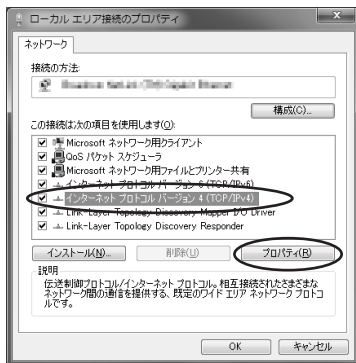 ローカル エリア接続のプロパティ
ネットワーク
接続の方法:
構成(C)...
この接続は次の項目を使用します(O):
Microsoft ネットワーク用クライアント
QoS パケット スケジューラ
Microsoft ネットワーク用ファイルとプリンター共有
インターネット プロトコル バージョン 6 (TCP/IPv6)
インターネット プロトコル バージョン 4 (TCP/IPv4)
Link-Layer Topology Discovery Mapper I/O Driver
Link-Layer Topology Discovery Responder
インストール(N)... 削除(U) プロパティ(R)
説明
伝送制御プロトコル/インターネット プロトコル。相互接続されたさまざまな
ネットワーク間の通信を提供する、既定のワイド エリア ネットワーク プロトコ
ルです。
OK キャンセル